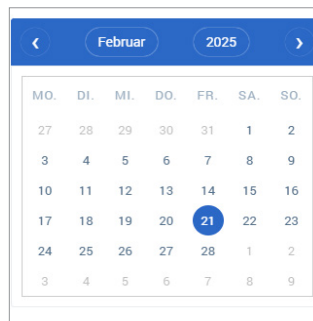 ‹ Februar 2025 ›
MO. DI. MI. DO. FR. SA. SO.
27 28 29 30 31 1 2
3 4 5 6 7 8 9
10 11 12 13 14 15 16
17 18 19 20 21 22 23
24 25 26 27 28 1 2
3 4 5 6 7 8 9